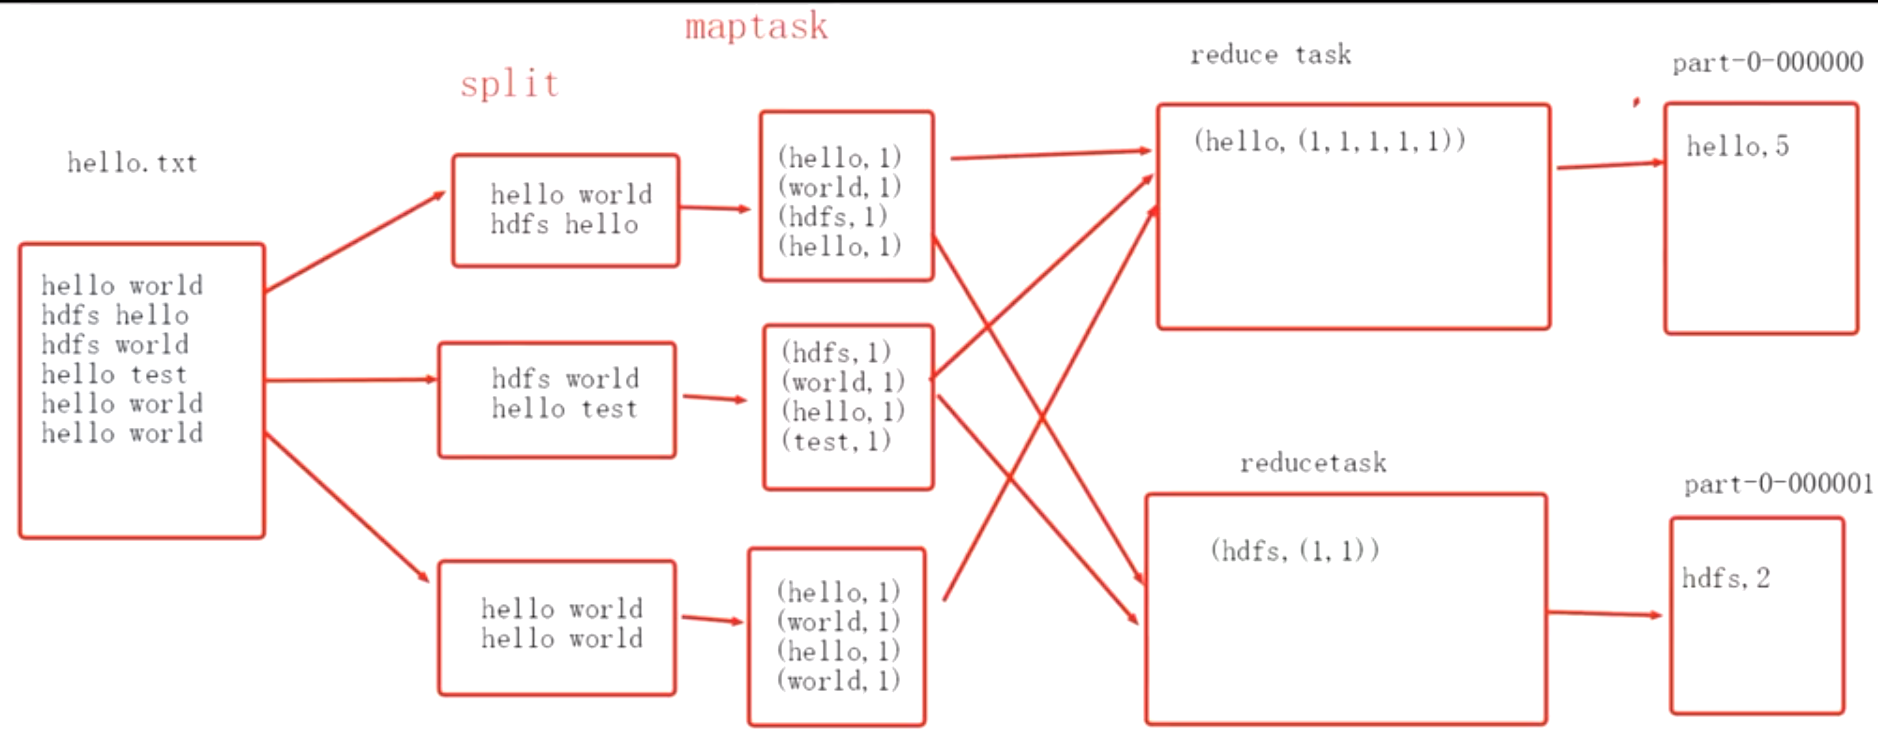 maptask
split
hello.txt
hello world
hdfs hello
hdfs world
hello test
hello world
hello world
hello world
hdfs hello
hdfs world
hello test
hello world
hello world
(hello,1)
(world,1)
(hdfs,1)
(hello,1)
(hdfs,1)
(world,1)
(hello,1)
(test,1)
(hello,1)
(world,1)
(hello,1)
(world,1)
reduce task
(hello,(1,1,1,1,1))
reducetask
(hdfs,(1,1))
part-0-000000
hello,5
part-0-000001
hdfs,2